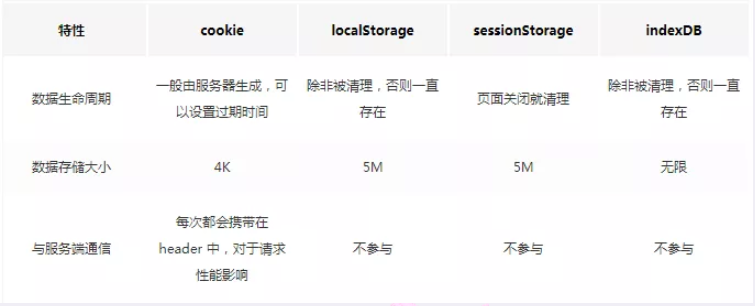 特性 cookie localStorage sessionStorage indexDB
数据生命周期
一般由服务器生成，可
以设置过期时间
除非被清理，否则一直
存在
页面关闭就清理
除非被清理，否则一直
存在
数据存储大小 4K 5M 5M 无限
与服务端通信
每次都会携带在
header 中，对于请求
性能影响
不参与 不参与 不参与